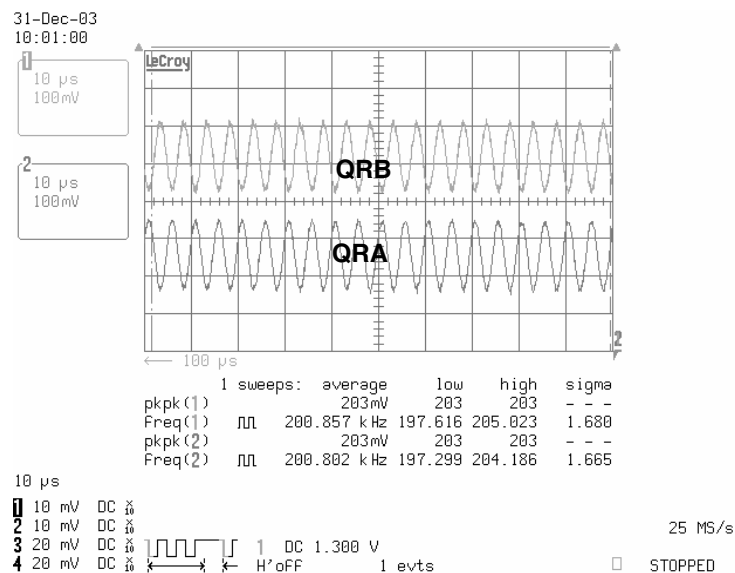 31-Dec-03
10:01:00
LeCroy
1
10 µs
100mV
2
10 µs
100mV
QRB
QRA
2
← 100 µs
1 sweeps: average low high sigma
pkpk(1) 203mV 203 203 - - -
Freq(1) 200.857 kHz 197.616 205.023 1.680
pkpk(2) 203mV 203 203 - - -
Freq(2) 200.802 kHz 197.299 204.186 1.665
10 µs
1 10 mV DC X10
2 10 mV DC X10
3 20 mV DC X10
4 20 mV DC X10
1 DC 1.300 V
H'oFF 1 evts
25 MS/s
STOPPED